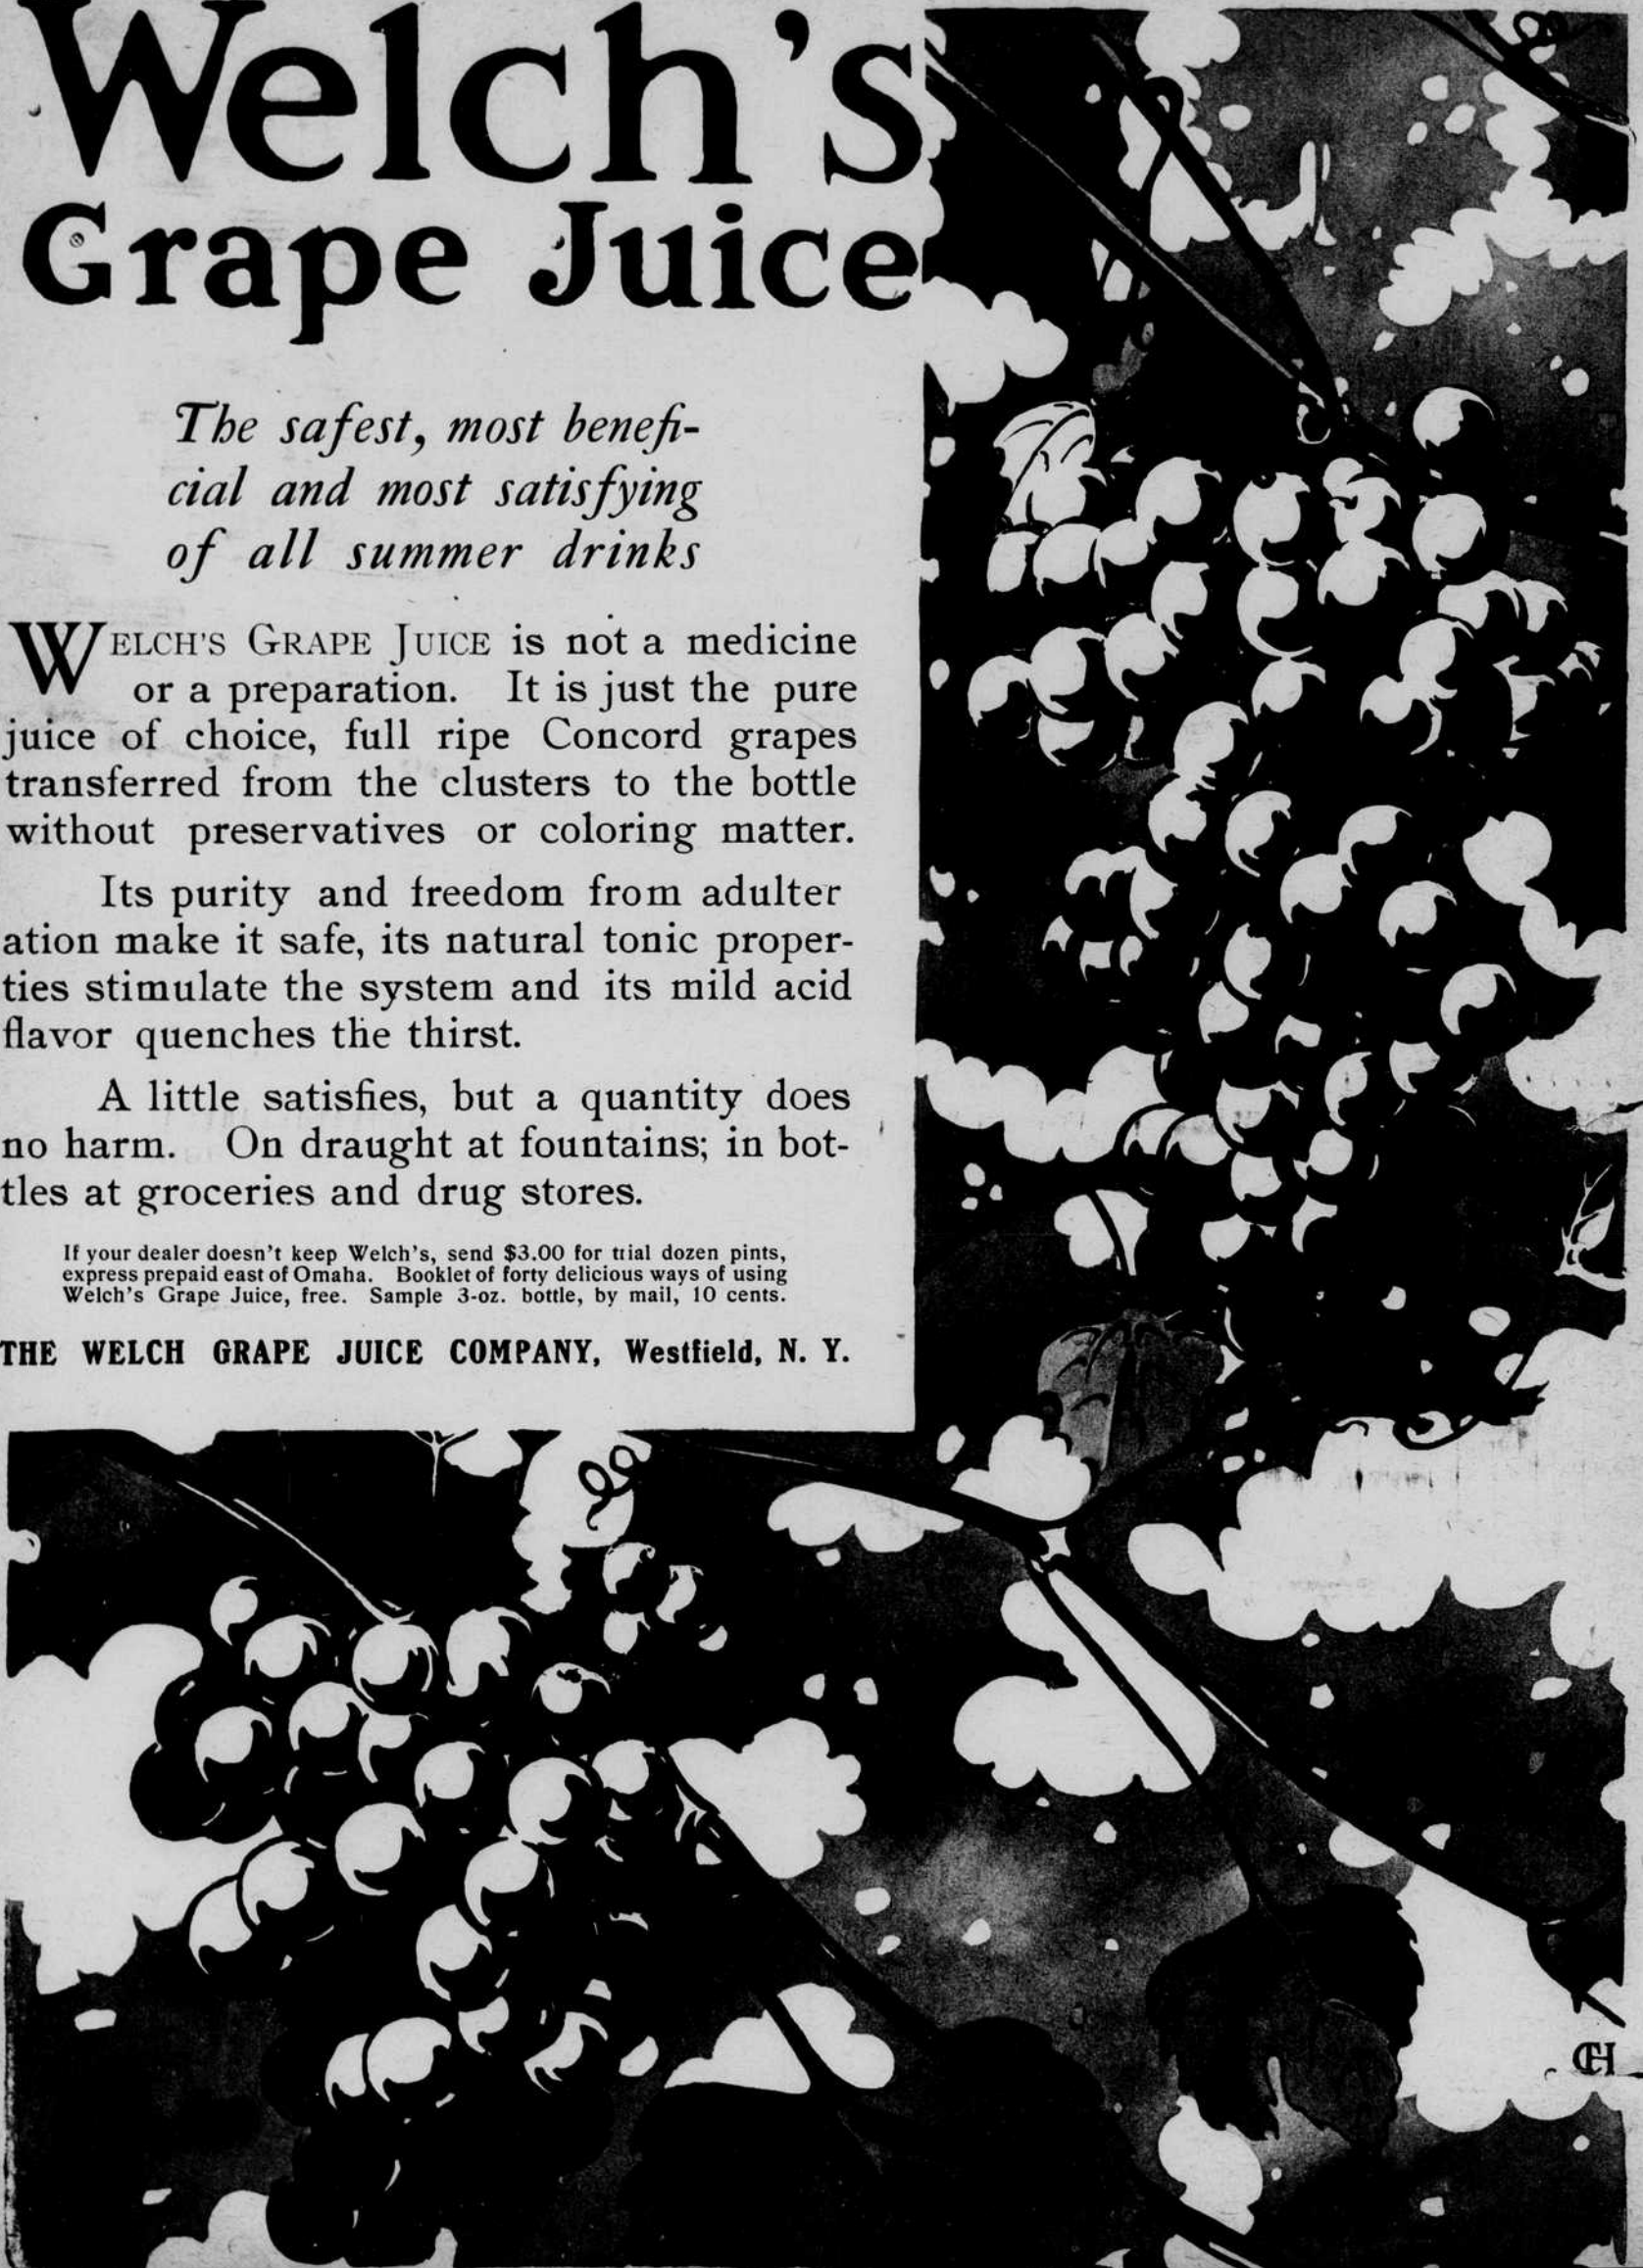 Welch's
Grape Juice
The safest, most benefi-
cial and most satisfying
of all summer drinks
WELCH'S GRAPE JUICE is not a medicine
or a preparation. It is just the pure
juice of choice, full ripe Concord grapes
transferred from the clusters to the bottle
without preservatives or coloring matter.
Its purity and freedom from adulter
ation make it safe, its natural tonic proper-
ties stimulate the system and its mild acid
flavor quenches the thirst.
A little satisfies, but a quantity does
no harm. On draught at fountains; in bot-
tles at groceries and drug stores.
If your dealer doesn't keep Welch's, send $3.00 for trial dozen pints,
express prepaid east of Omaha. Booklet of forty delicious ways of using
Welch's Grape Juice, free. Sample 3-oz. bottle, by mail, 10 cents.
THE WELCH GRAPE JUICE COMPANY, Westfield, N. Y.